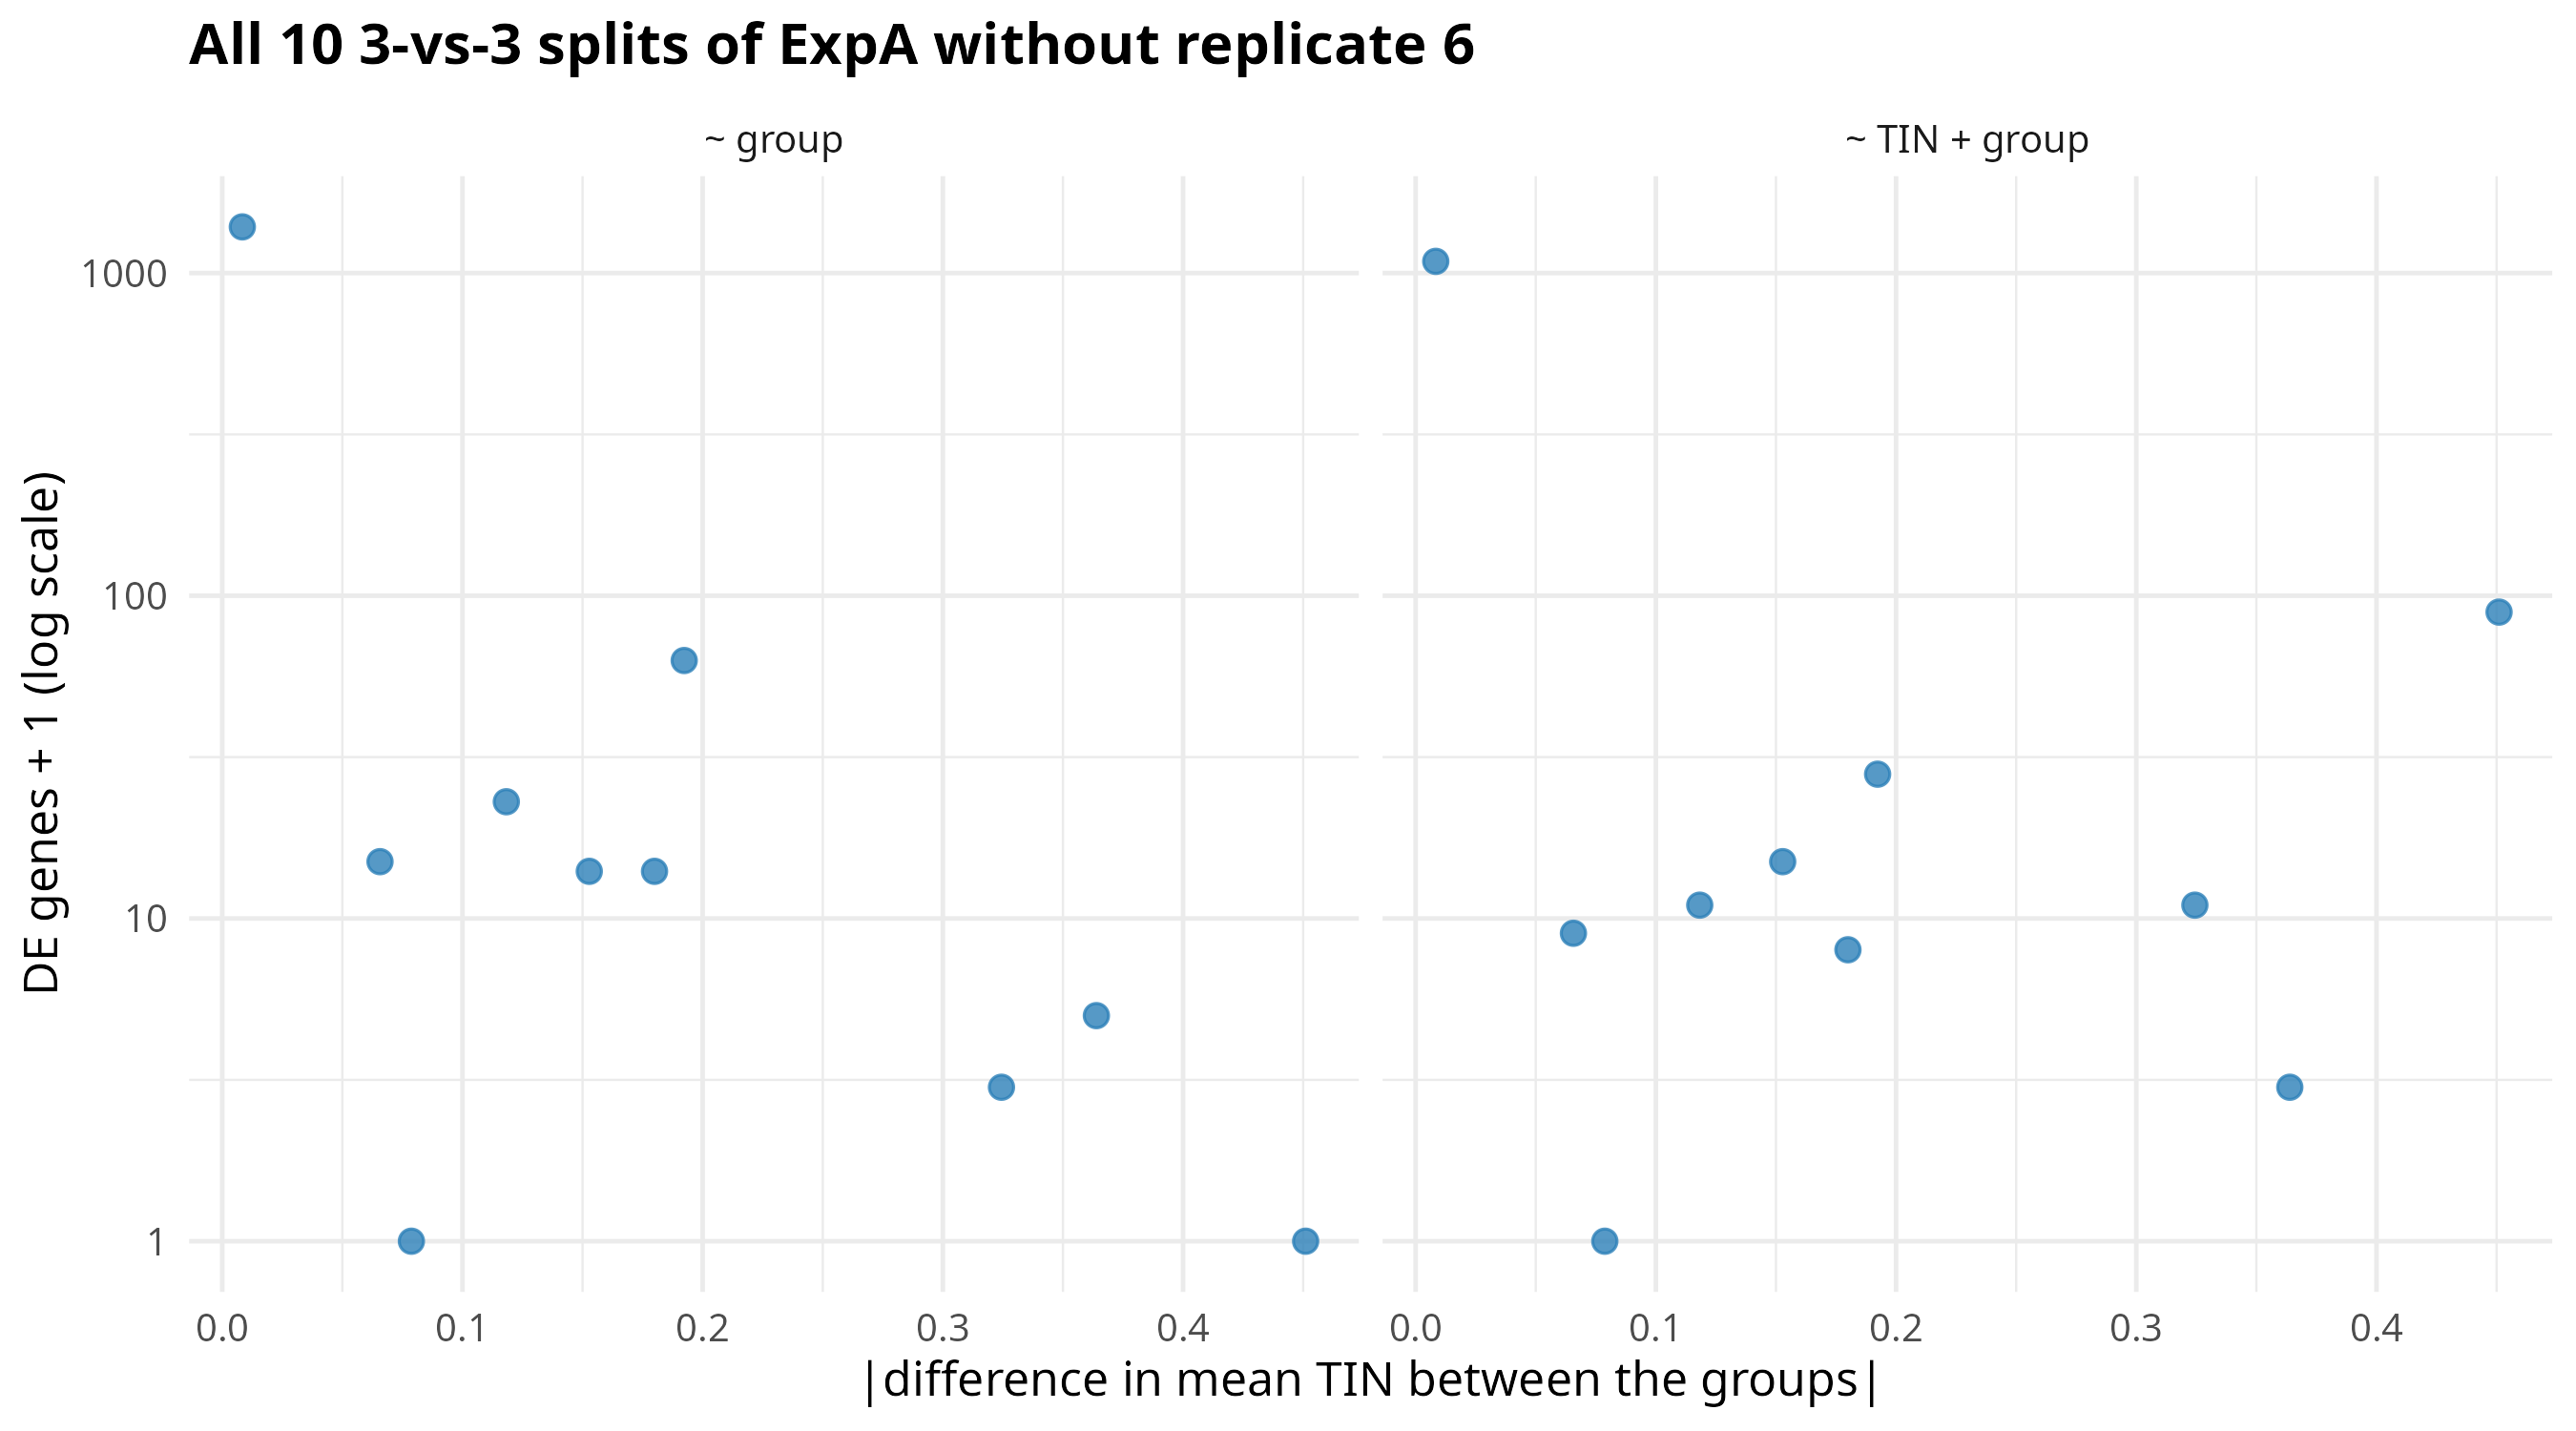 All 10 3-vs-3 splits of ExpA without replicate 6
~ group
~ TIN + group
DE genes + 1 (log scale)
1000
100
10
1
0.0 0.1 0.2 0.3 0.4
0.0 0.1 0.2 0.3 0.4
|difference in mean TIN between the groups|